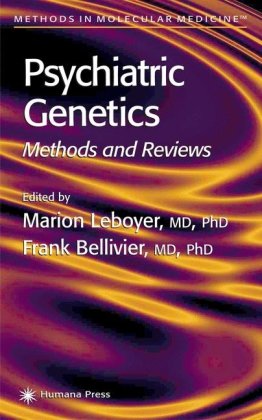 METHODS IN MOLECULAR MEDICINE™
Psychiatric
Genetics
Methods and Reviews
Edited by
Marion Leboyer, MD, PhD
Frank Bellivier, MD, PhD
Humana Press